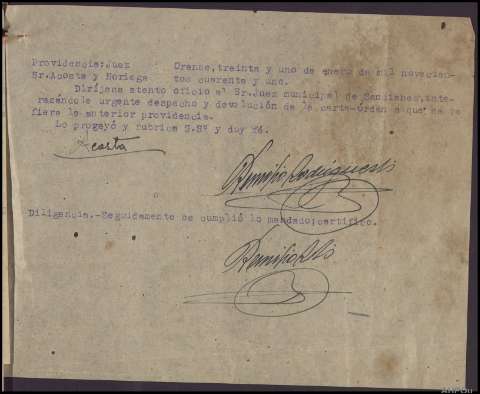 Providencia:Juez Orense,treinta y uno de enero de mil novecien-
Sr.Acosta y Noriega tos cuarenta y uno.
Dirijase atento oficio al Sr.Juez municipal de Sandianes,inte-
resándole urgente despacho y devolución de la carta-órden a que se re
fiere la anterior providencia.
Lo proveyó y rubrica S.Sª y doy fé.
Acosta
Diligencia.-Seguidamente se cumplió lo mandado;certifico.